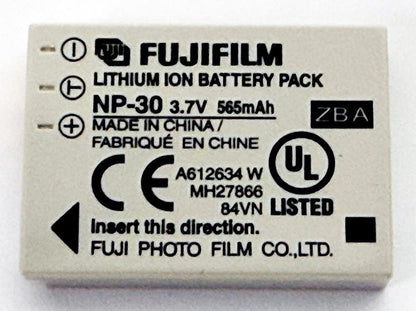 FUJI FUJIFILM
LITHIUM ION BATTERY PACK
NP-30 3.7V 565mAh
ZBA
MADE IN CHINA/
FABRIQUÉ EN CHINE
CE A612634 W
MH27866
84VN
UL
LISTED
Insert this direction.
FUJI PHOTO FILM CO.,LTD.